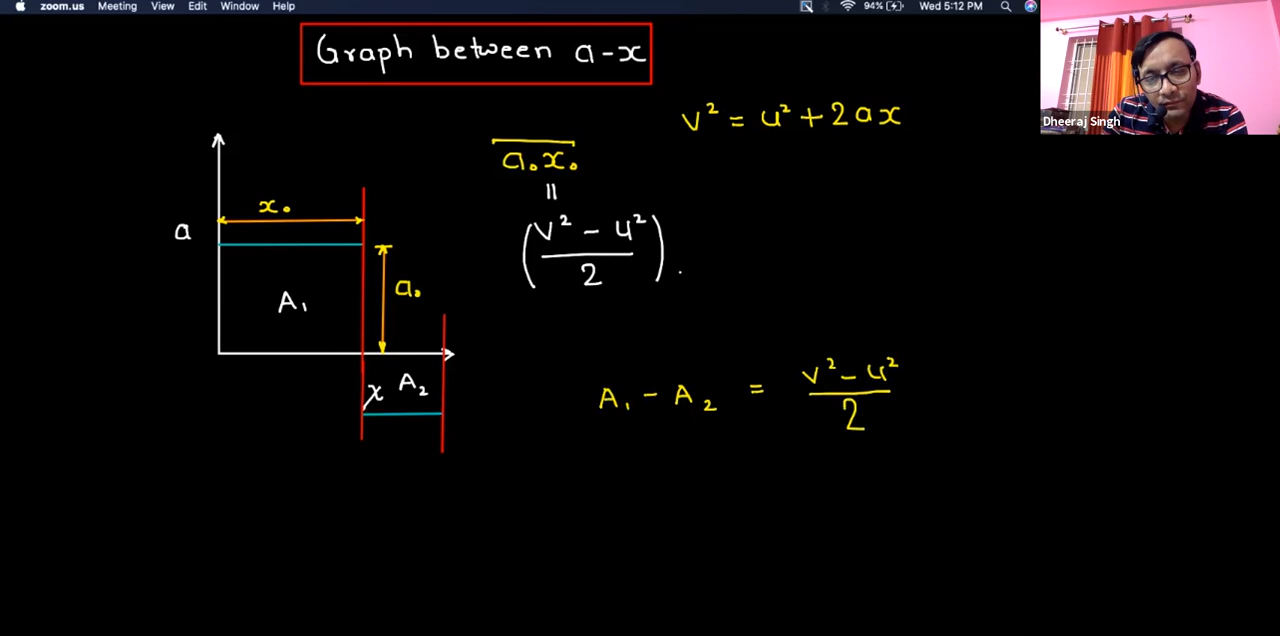 zoom.us Meeting View Edit Window Help 94% Wed 5:12 PM
Graph between a-x
Dheeraj Singh
v² = u² + 2ax
a₀x₀
=
(v² - u² / 2)
x₀
a
a₀
A₁
x A₂
A₁ - A₂ = v² - u² / 2